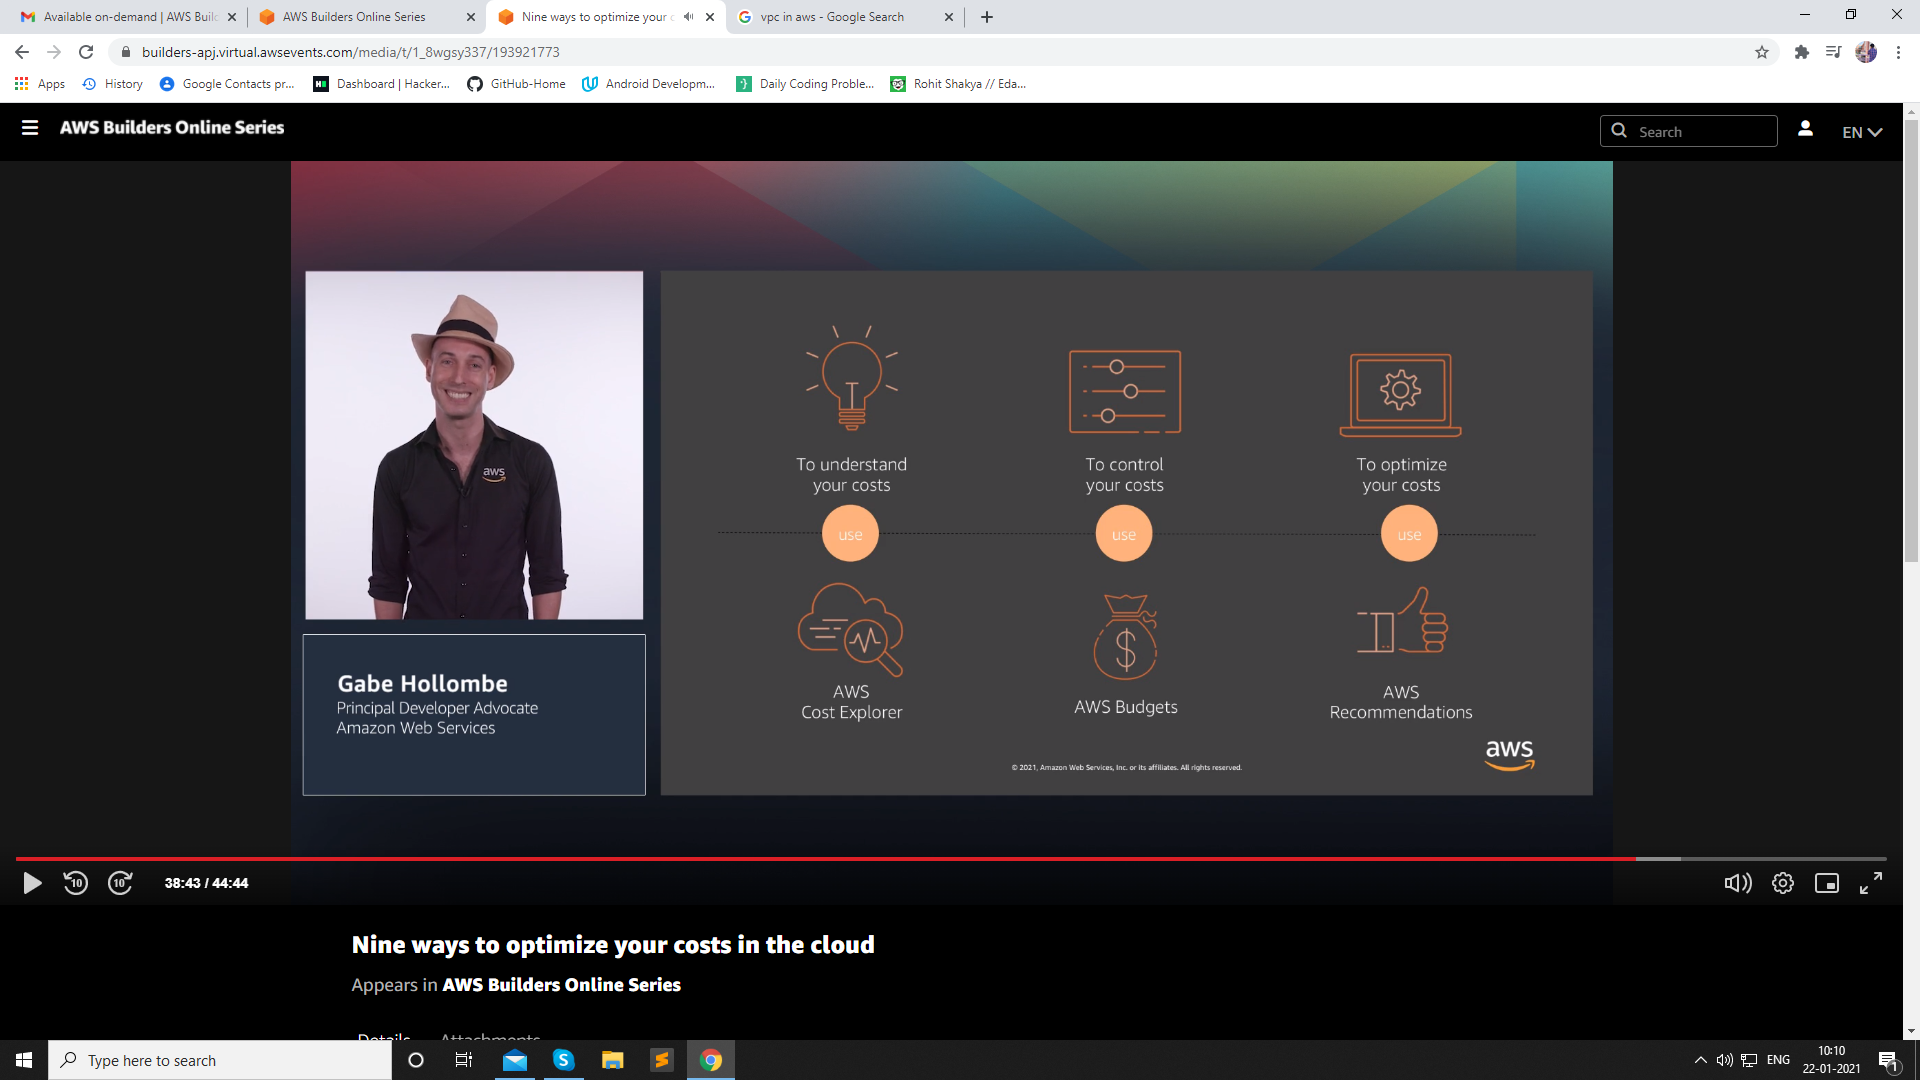 Available on-demand | AWS Buil
AWS Builders Online Series
Nine ways to optimize your c
vpc in aws - Google Search
builders-apj.virtual.awsevents.com/media/t/1_8wgsy337/193921773
Apps
History
Google Contacts pr...
Dashboard | Hacker...
GitHub-Home
Android Developm...
Daily Coding Proble...
Rohit Shakya // Eda...
AWS Builders Online Series
Search
EN
aws
Gabe Hollombe
Principal Developer Advocate
Amazon Web Services
To understand
your costs
To control
your costs
To optimize
your costs
use
use
use
AWS
Cost Explorer
AWS Budgets
AWS
Recommendations
aws
© 2021, Amazon Web Services, Inc. or its affiliates. All rights reserved.
10
10
38:43 / 44:44
Nine ways to optimize your costs in the cloud
Appears in AWS Builders Online Series
Details
Attachments
Type here to search
ENG
10:10
22-01-2021
1